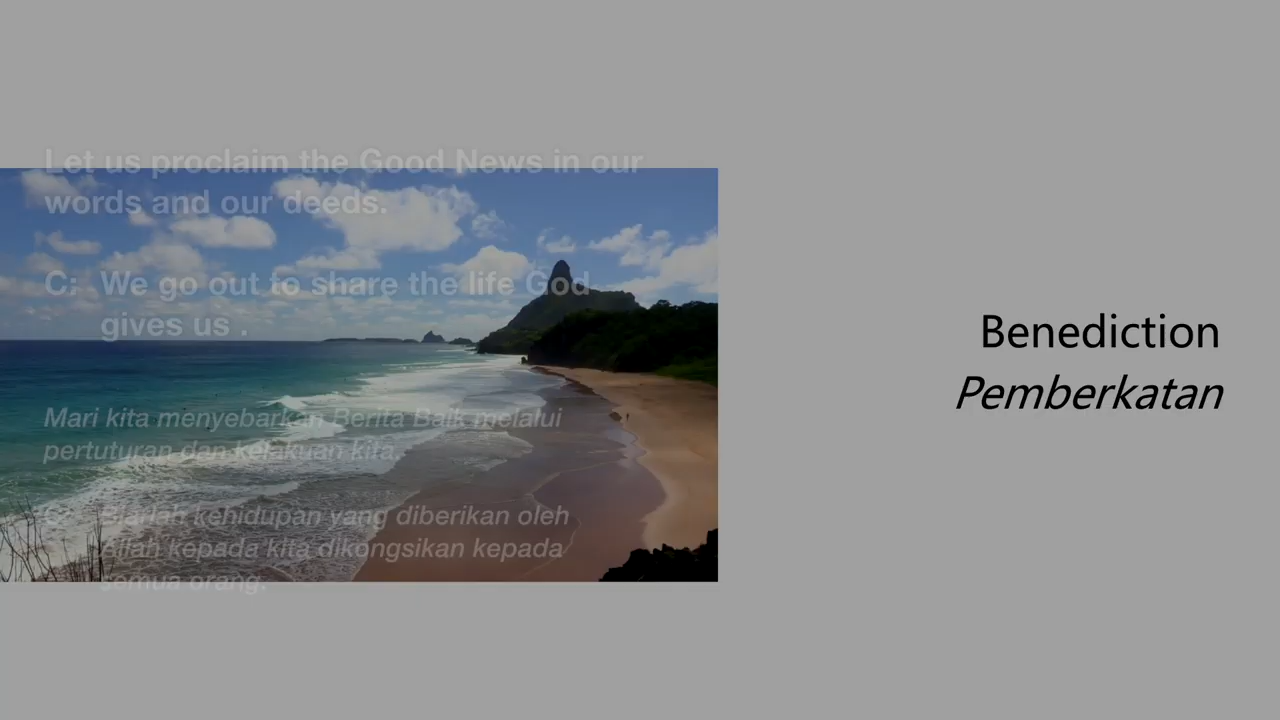 Let us proclaim the Good News in our
words and our deeds.
C: We go out to share the life God
gives us .
Mari kita menyebarkan Berita Baik melalui
pertuturan dan kelakuan kita.
C: Biarlah kehidupan yang diberikan oleh
Allah kepada kita dikongsikan kepada
semua orang.
Benediction
Pemberkatan